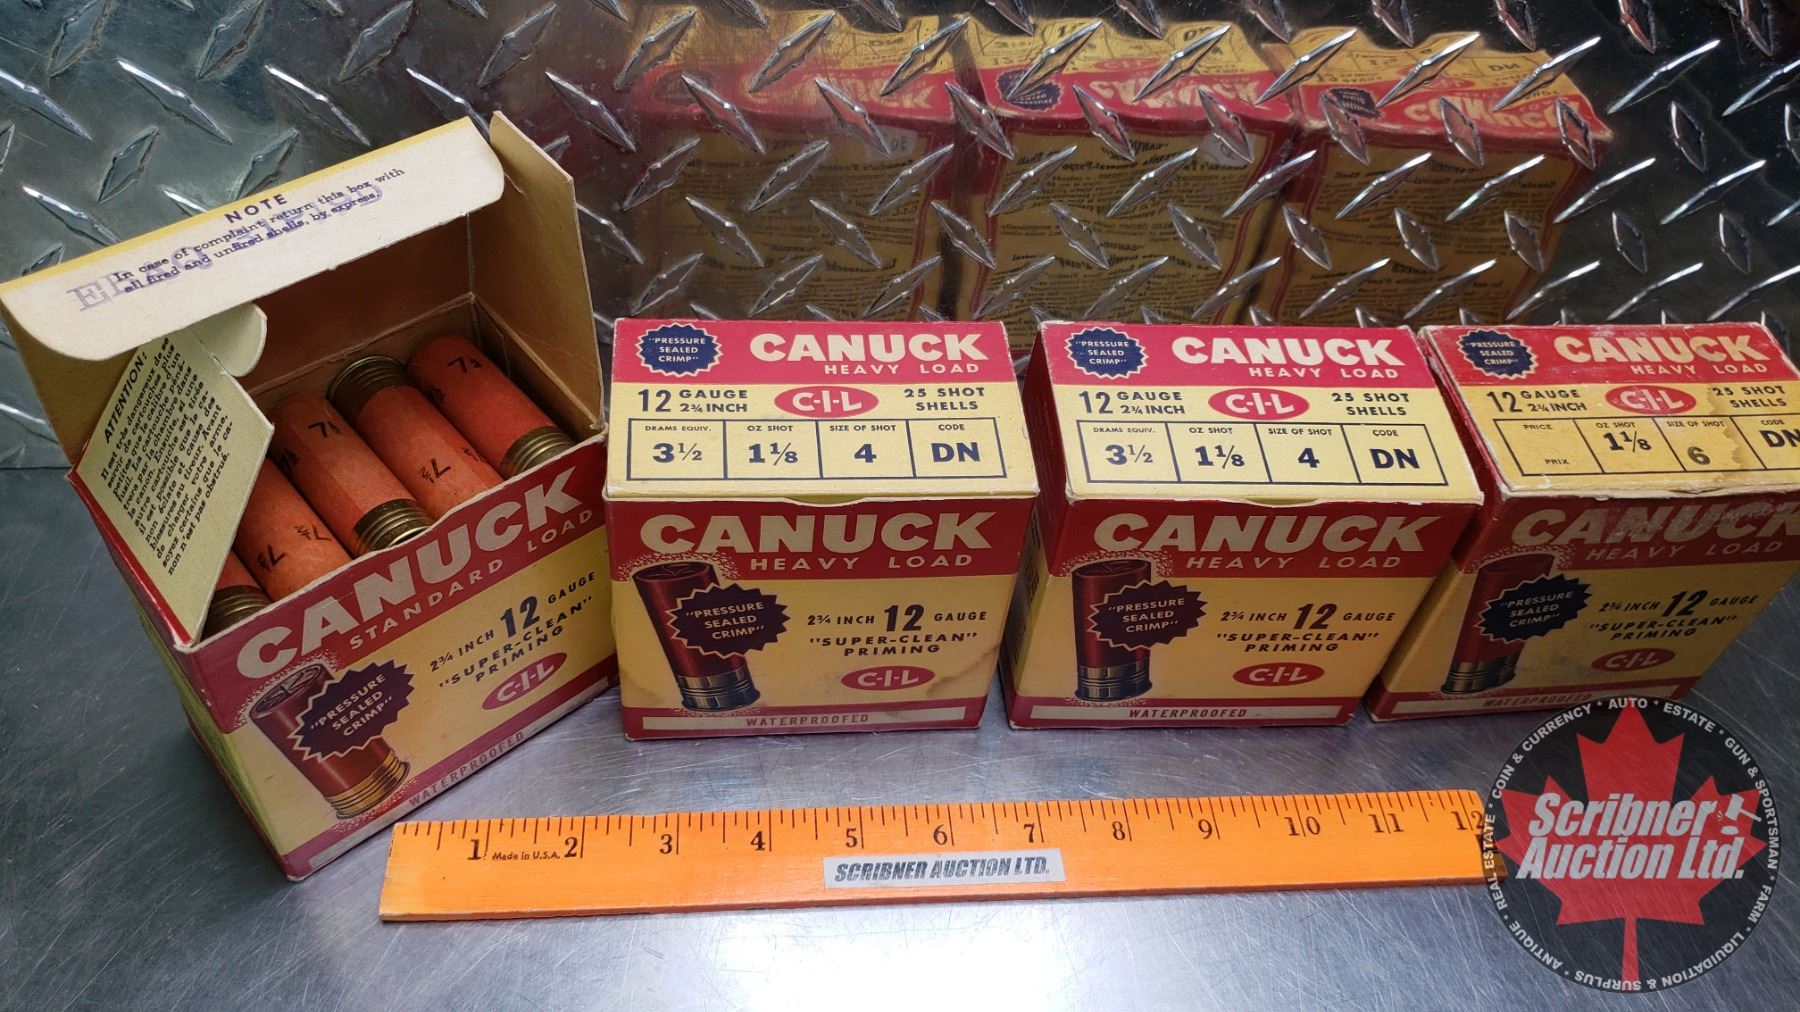 NOTE
In case of complaint return this box with
all fired and unfired shells, by express.
ATTENTION:
7½
7½
7½
7½
CANUCK
STANDARD LOAD
2¾ INCH 12 GAUGE
"SUPER-CLEAN"
PRIMING
"PRESSURE
SEALED
CRIMP"
C-I-L
WATERPROOFED
"PRESSURE
SEALED
CRIMP"
CANUCK
HEAVY LOAD
12 GAUGE
2¾ INCH
C-I-L
25 SHOT
SHELLS
DRAMS EQUIV. OZ SHOT SIZE OF SHOT CODE
3½ 1⅛ 4 DN
CANUCK
HEAVY LOAD
"PRESSURE
SEALED
CRIMP"
2¾ INCH 12 GAUGE
"SUPER-CLEAN"
PRIMING
C-I-L
WATERPROOFED
"PRESSURE
SEALED
CRIMP"
CANUCK
HEAVY LOAD
12 GAUGE
2¾ INCH
C-I-L
25 SHOT
SHELLS
DRAMS EQUIV. OZ SHOT SIZE OF SHOT CODE
3½ 1⅛ 4 DN
CANUCK
HEAVY LOAD
"PRESSURE
SEALED
CRIMP"
2¾ INCH 12 GAUGE
"SUPER-CLEAN"
PRIMING
C-I-L
WATERPROOFED
"PRESSURE
SEALED
CRIMP"
CANUCK
HEAVY LOAD
12 GAUGE
2¾ INCH
C-I-L
25 SHOT
SHELLS
PRICE OZ SHOT SIZE OF SHOT CODE
PRIX 1⅛ 6 DN
CANUCK
HEAVY LOAD
"PRESSURE
SEALED
CRIMP"
2¾ INCH 12 GAUGE
"SUPER-CLEAN"
PRIMING
C-I-L
WATERPROOFED
1 2 3 4 5 6 7 8 9 10 11 12
Made in U.S.A.
SCRIBNER AUCTION LTD.
Scribner
Auction Ltd.
REAL ESTATE * COIN & CURRENCY * AUTO * ESTATE * GUN & SPORTSMAN * FARM * LIQUIDATION & SURPLUS * ANTIQUE *